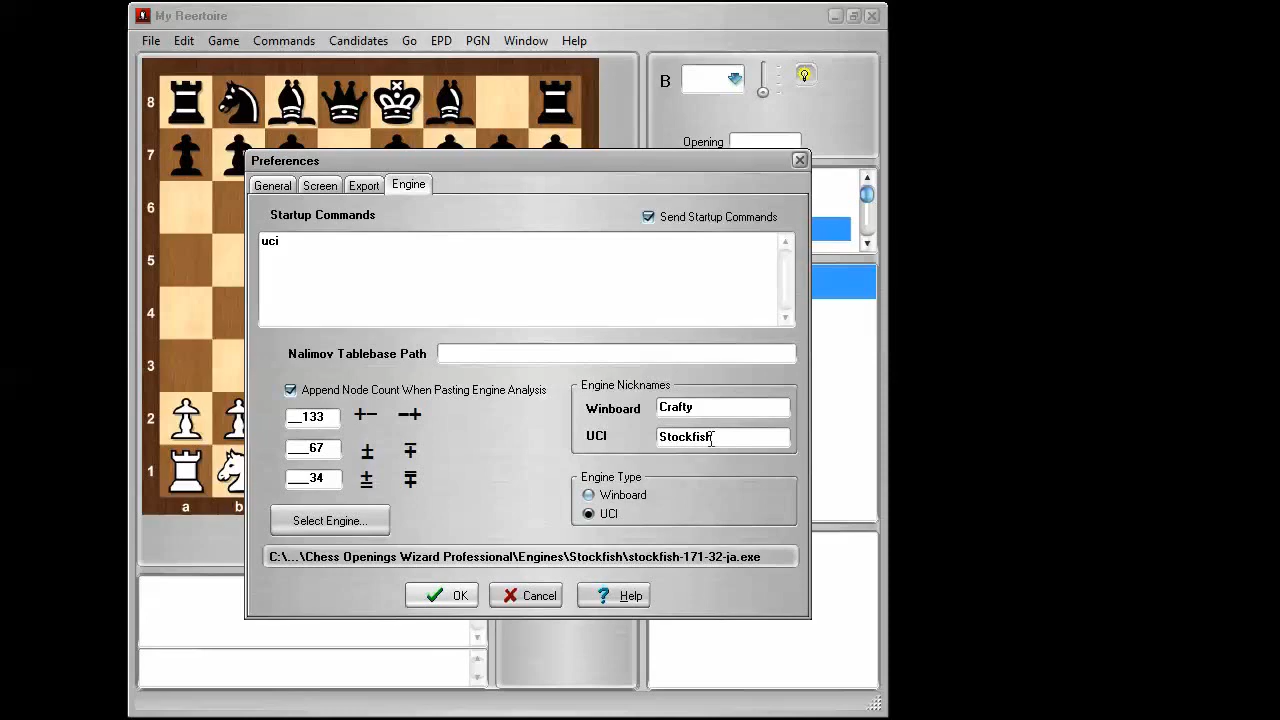 My Reertoire
File Edit Game Commands Candidates Go EPD PGN Window Help
B
Opening
8
7
6
5
4
3
2
1
a b
Preferences
General Screen Export Engine
Startup Commands
Send Startup Commands
uci
Nalimov Tablebase Path
Append Node Count When Pasting Engine Analysis
__133 +− −+
___67 ± ∓
___34 ⩲ ⩱
Engine Nicknames
Winboard Crafty
UCI Stockfish
Engine Type
Winboard
UCI
Select Engine...
C:\...\Chess Openings Wizard Professional\Engines\Stockfish\stockfish-171-32-ja.exe
OK Cancel Help